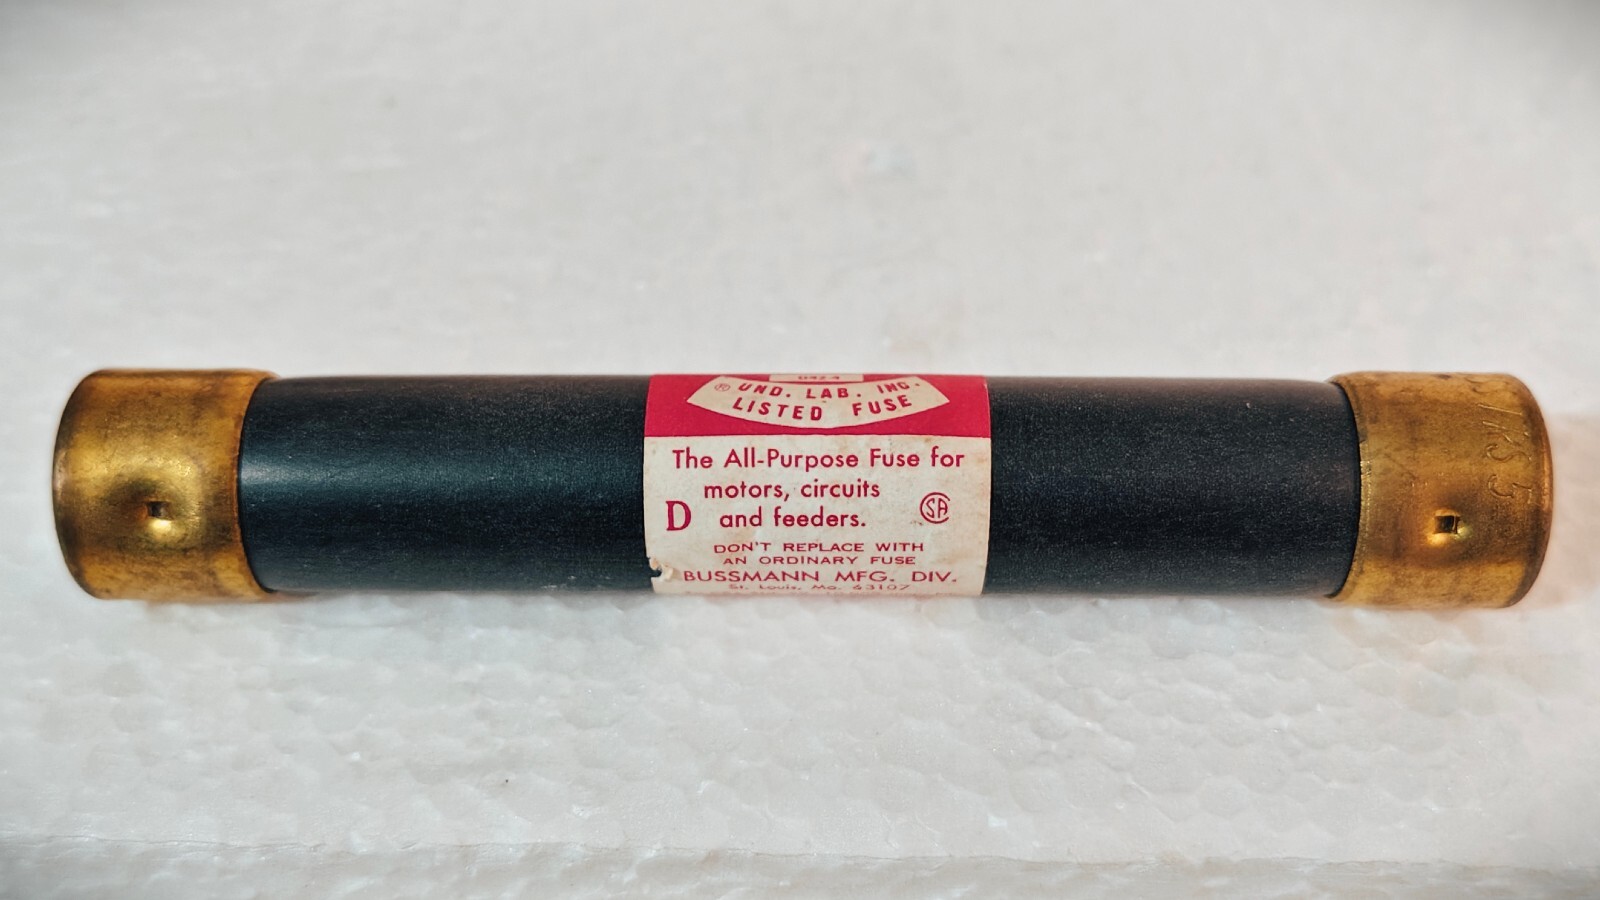 ® UND. LAB. INC.
LISTED FUSE
The All-Purpose Fuse for
motors, circuits
D and feeders. SA
DON'T REPLACE WITH
AN ORDINARY FUSE
BUSSMANN MFG. DIV.
St. Louis, Mo. 63107